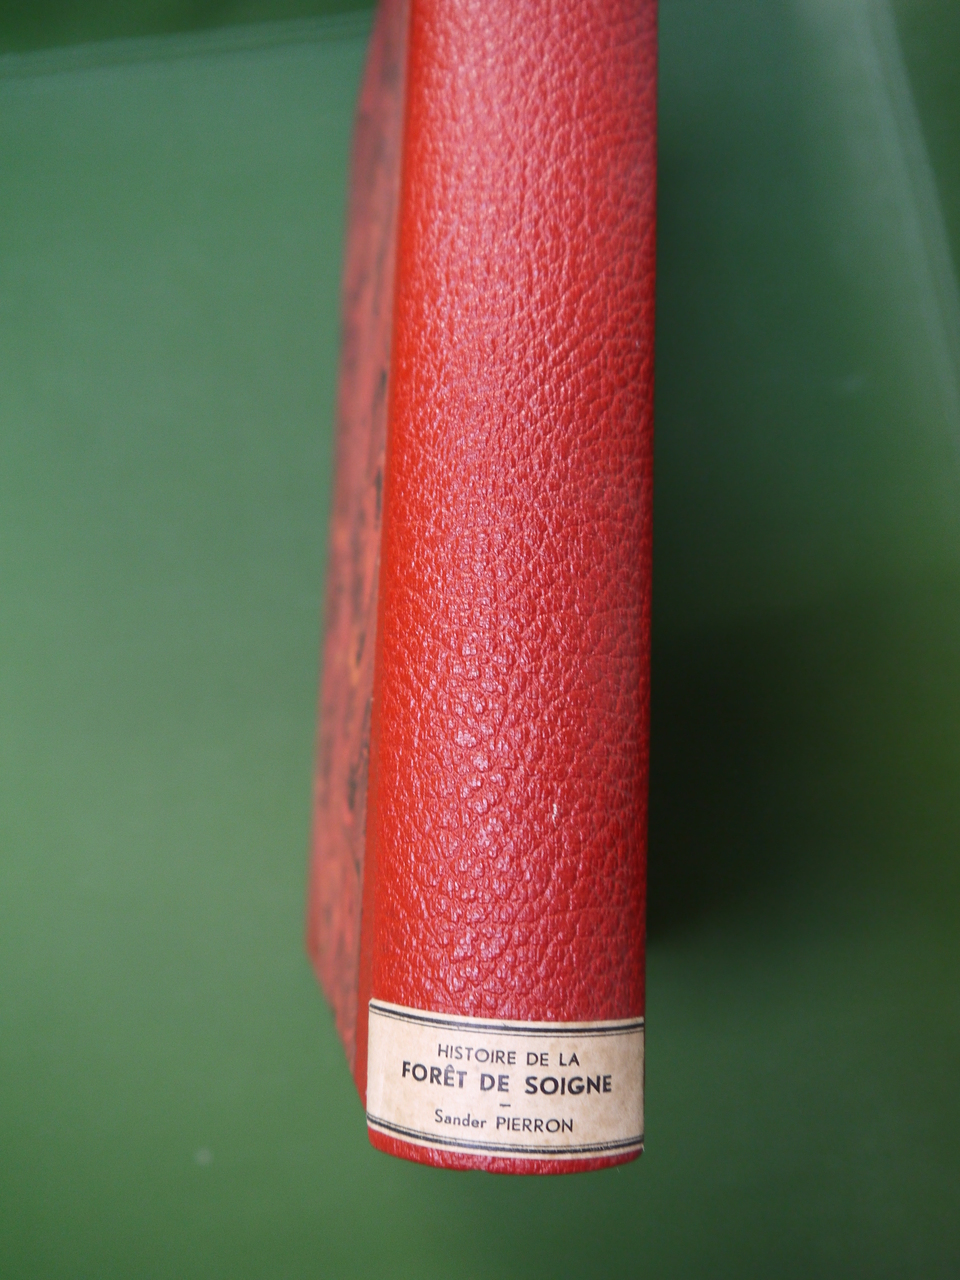 HISTOIRE DE LA
FORÊT DE SOIGNE
–
Sander PIERRON